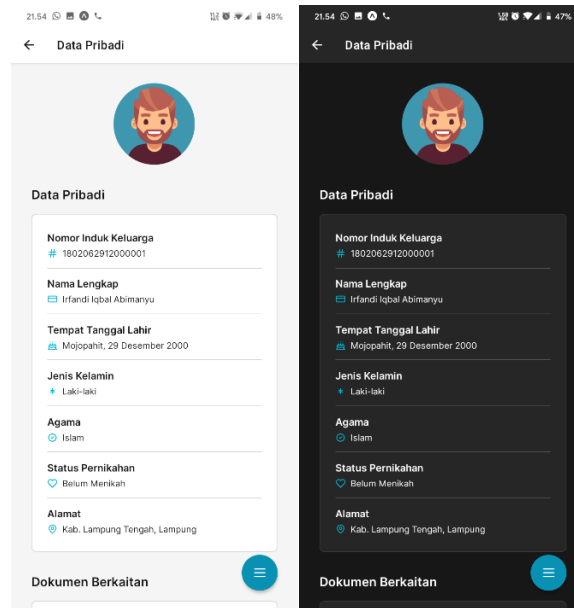 21.54 48%
Data Pribadi
Data Pribadi
Nomor Induk Keluarga
# 1802062912000001
Nama Lengkap
Irfandi Iqbal Abimanyu
Tempat Tanggal Lahir
Mojopahit, 29 Desember 2000
Jenis Kelamin
* Laki-laki
Agama
Islam
Status Pernikahan
Belum Menikah
Alamat
Kab. Lampung Tengah, Lampung
Dokumen Berkaitan
21.54 47%
Data Pribadi
Data Pribadi
Nomor Induk Keluarga
# 1802062912000001
Nama Lengkap
Irfandi Iqbal Abimanyu
Tempat Tanggal Lahir
Mojopahit, 29 Desember 2000
Jenis Kelamin
* Laki-laki
Agama
Islam
Status Pernikahan
Belum Menikah
Alamat
Kab. Lampung Tengah, Lampung
Dokumen Berkaitan